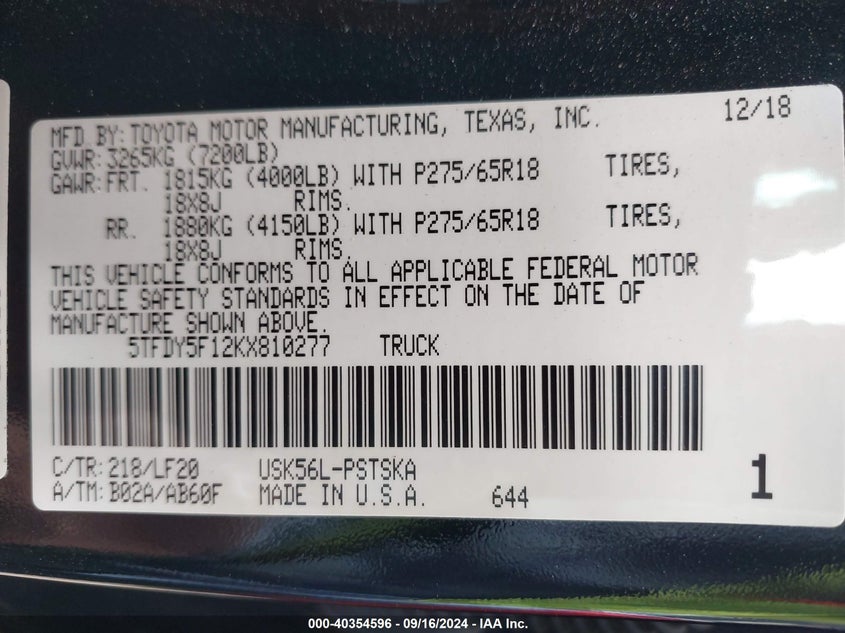 12/18
MFD BY: TOYOTA MOTOR MANUFACTURING, TEXAS, INC.
GVWR: 3265KG (7200LB)
GAWR: FRT. 1815KG (4000LB) WITH P275/65R18 TIRES,
18X8J RIMS.
RR. 1880KG (4150LB) WITH P275/65R18 TIRES,
18X8J RIMS.
THIS VEHICLE CONFORMS TO ALL APPLICABLE FEDERAL MOTOR
VEHICLE SAFETY STANDARDS IN EFFECT ON THE DATE OF
MANUFACTURE SHOWN ABOVE.
5TFDY5F12KX810277 TRUCK
C/TR: 218/LF20 USK56L-PSTSKA
A/TM: B02A/AB60F MADE IN U.S.A. 644
1
000-40354596 - 09/16/2024 - IAA Inc.